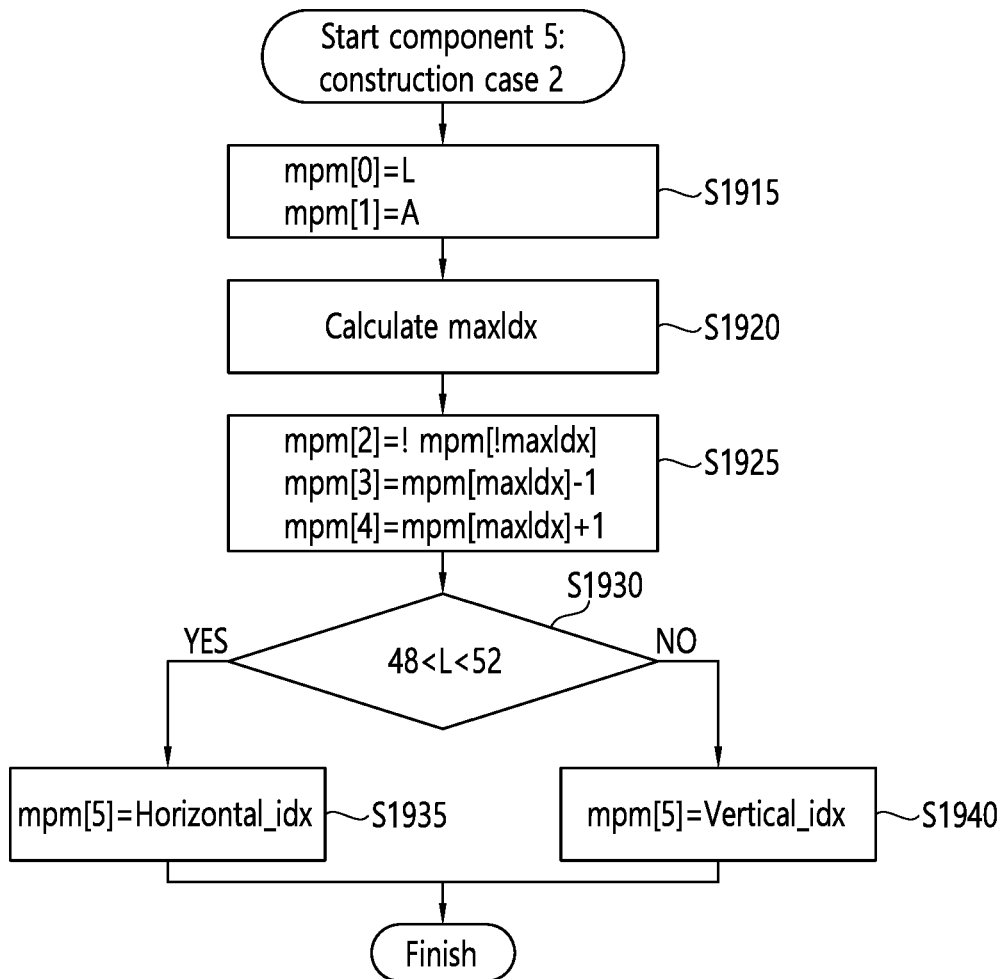 Start component 5:
construction case 2
mpm[0]=L
mpm[1]=A
S1915
Calculate maxIdx
S1920
mpm[2]=! mpm[!maxIdx]
mpm[3]=mpm[maxIdx]-1
mpm[4]=mpm[maxIdx]+1
S1925
S1930
YES
48<L<52
NO
mpm[5]=Horizontal_idx
S1935
mpm[5]=Vertical_idx
S1940
Finish